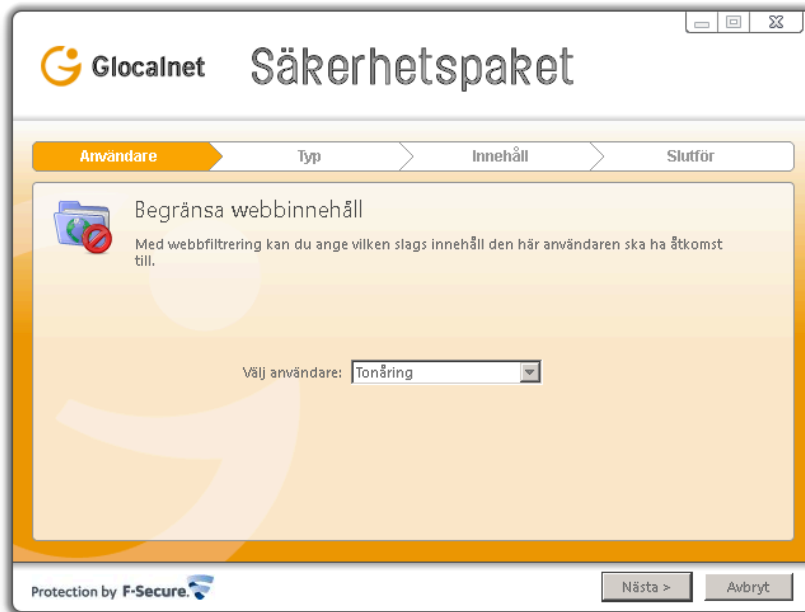 Glocalnet Säkerhetspaket
Användare Typ Innehåll Slutför
Begränsa webbinnehåll
Med webbfiltrering kan du ange vilken slags innehåll den här användaren ska ha åtkomst
till.
Välj användare: Tonåring
Protection by F-Secure. Nästa > Avbryt